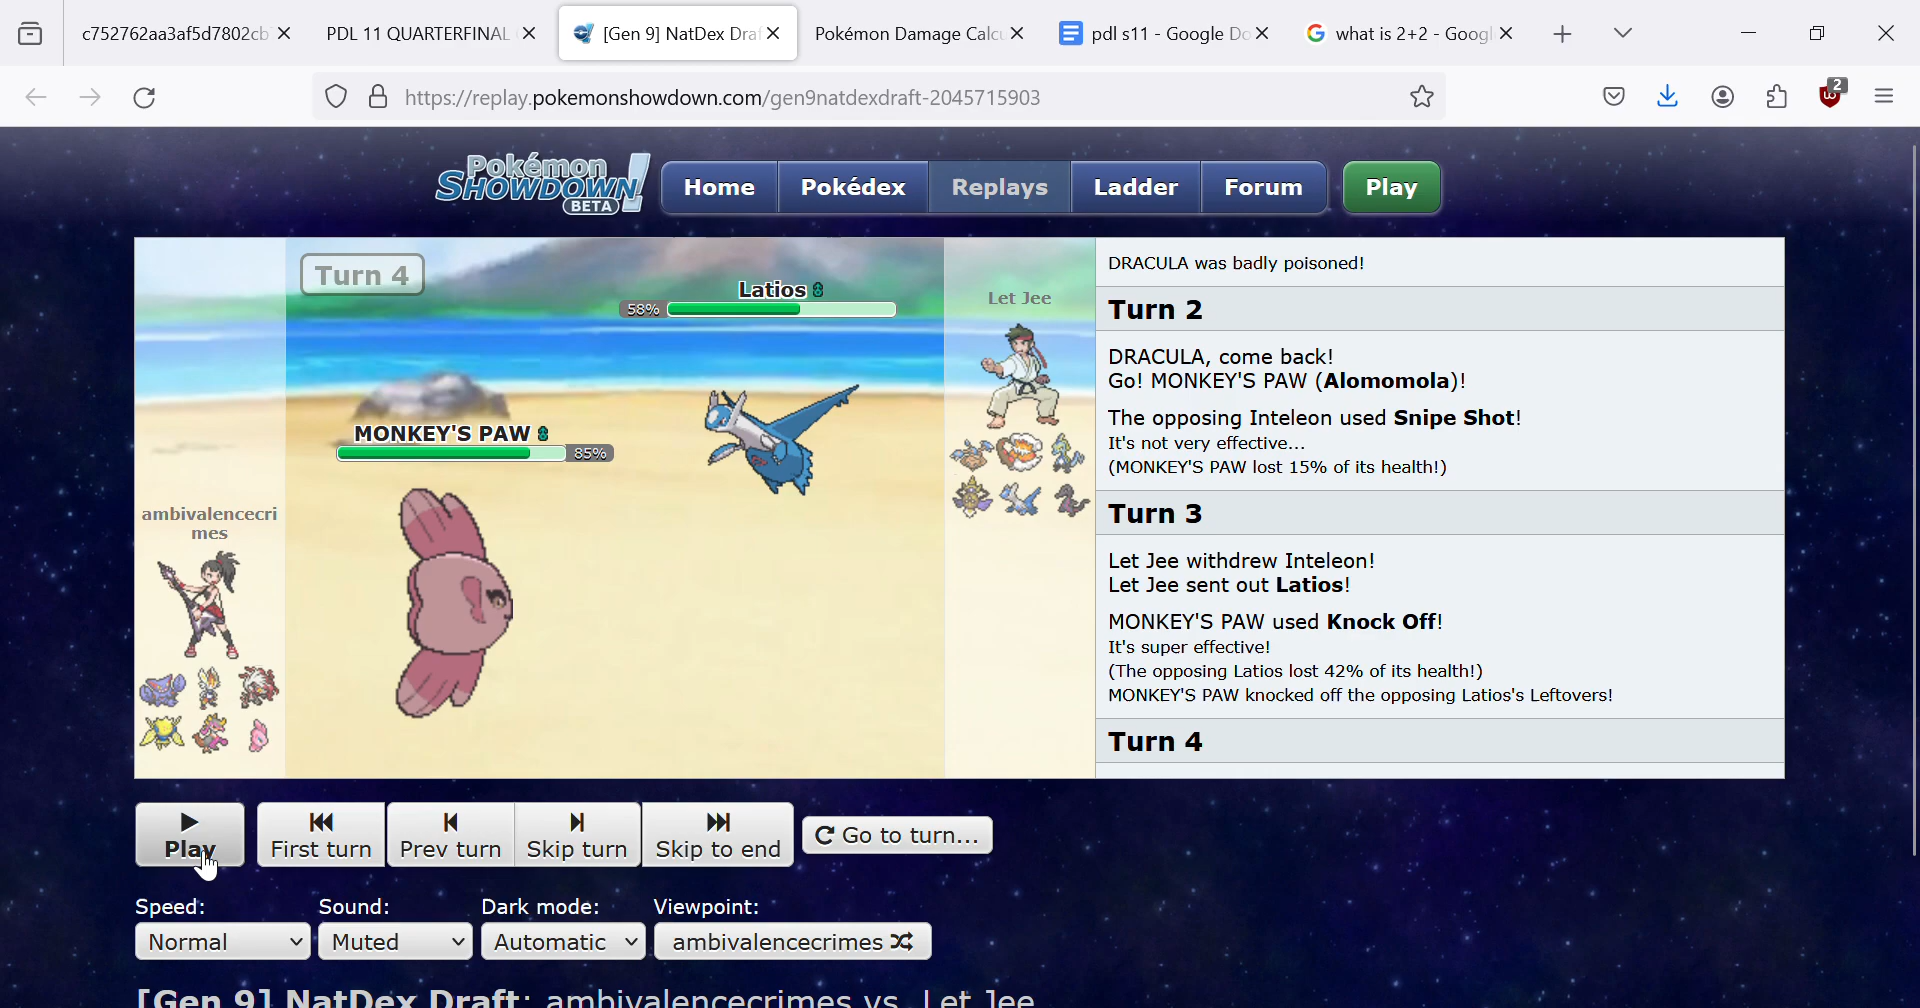 c752762aa3af5d7802cb
PDL 11 QUARTERFINAL
[Gen 9] NatDex Dra
Pokémon Damage Calc
pdl s11 - Google Do
what is 2+2 - Googl
https://replay.pokemonshowdown.com/gen9natdexdraft-2045715903
2
Pokémon
SHOWDOWN!
BETA
Home
Pokédex
Replays
Ladder
Forum
Play
Turn 4
Latios
58%
MONKEY'S PAW
85%
ambivalencecri
mes
Let Jee
DRACULA was badly poisoned!
Turn 2
DRACULA, come back!
Go! MONKEY'S PAW (Alomomola)!
The opposing Inteleon used Snipe Shot!
It's not very effective...
(MONKEY'S PAW lost 15% of its health!)
Turn 3
Let Jee withdrew Inteleon!
Let Jee sent out Latios!
MONKEY'S PAW used Knock Off!
It's super effective!
(The opposing Latios lost 42% of its health!)
MONKEY'S PAW knocked off the opposing Latios's Leftovers!
Turn 4
Play
First turn
Prev turn
Skip turn
Skip to end
Go to turn...
Speed:
Sound:
Dark mode:
Viewpoint:
Normal
Muted
Automatic
ambivalencecrimes
[Gen 9] NatDex Draft: ambivalencecrimes vs. Let Jee